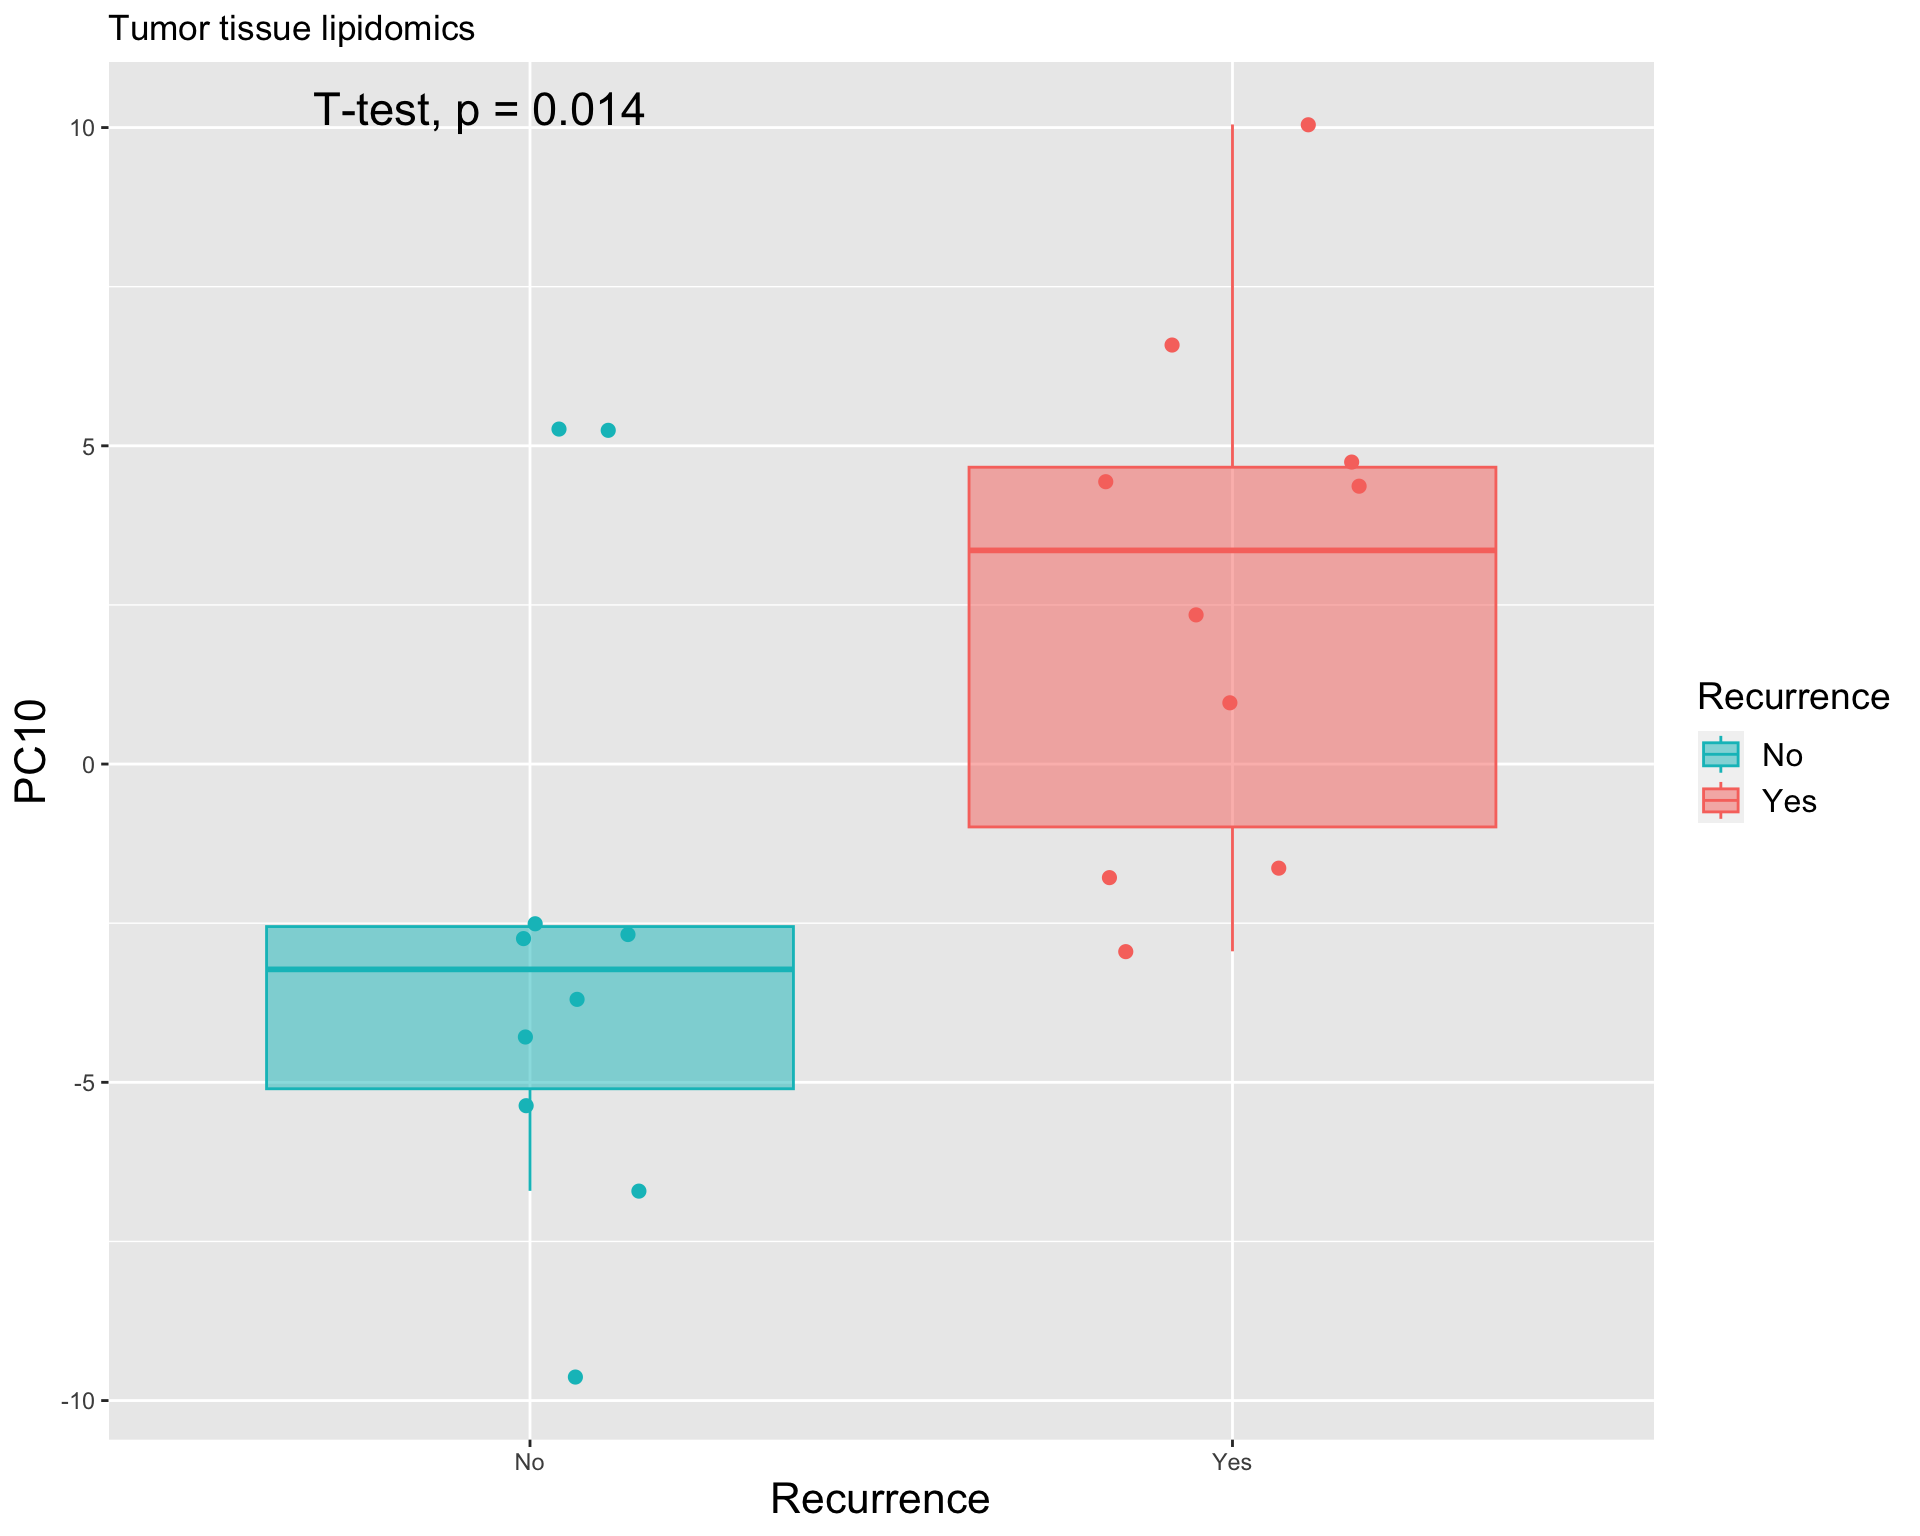 Tumor tissue lipidomics
T-test, p = 0.014
10
5
0
-5
-10
PC10
No
Yes
Recurrence
Recurrence
No
Yes